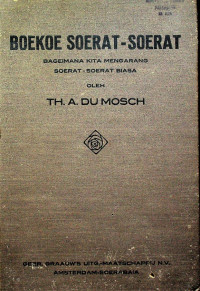 BOEKOE SOERAT-SOERAT
BAGEIMANA KITA MENGARANG
SOERAT-SOERAT BIASA
OLEH
TH. A. DU MOSCH
GEBR. GRAAUW'S UITG.-MAATSCHAPPIJ N.V.
AMSTERDAM-SOERABAIA